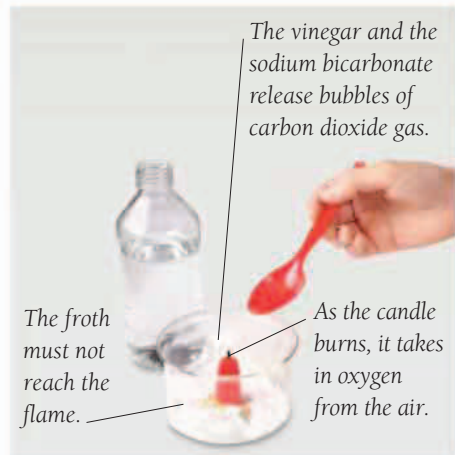 The vinegar and the
sodium bicarbonate
release bubbles of
carbon dioxide gas.
The froth
must not
reach the
flame.
As the candle
burns, it takes
in oxygen
from the air.